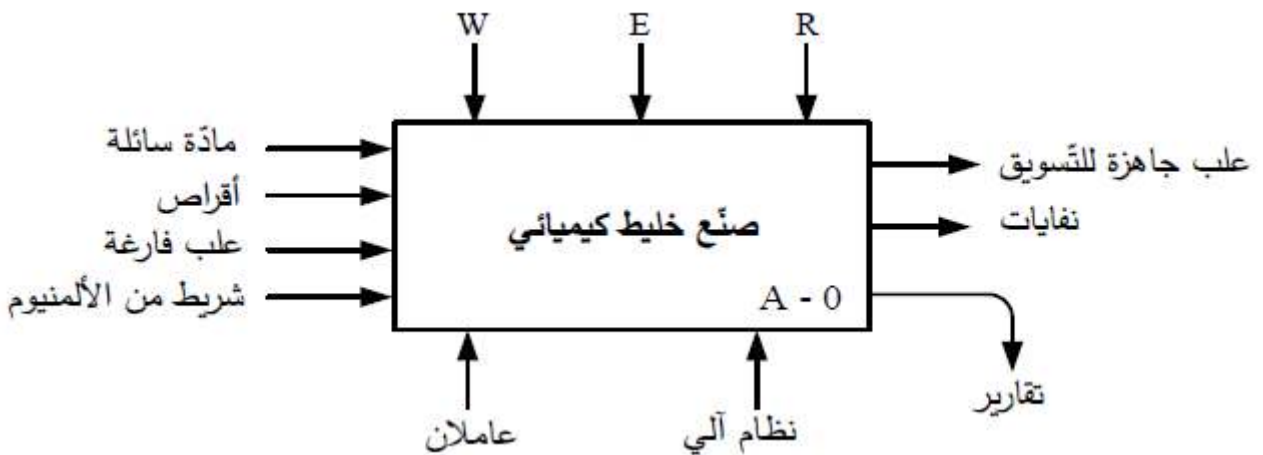 W E R
مادّة سائلة
أقراص
علب فارغة
شريط من الألمنيوم
صنّع خليط كيميائي
A - 0
علب جاهزة للتّسويق
نفايات
تقارير
نظام آلي
عاملان